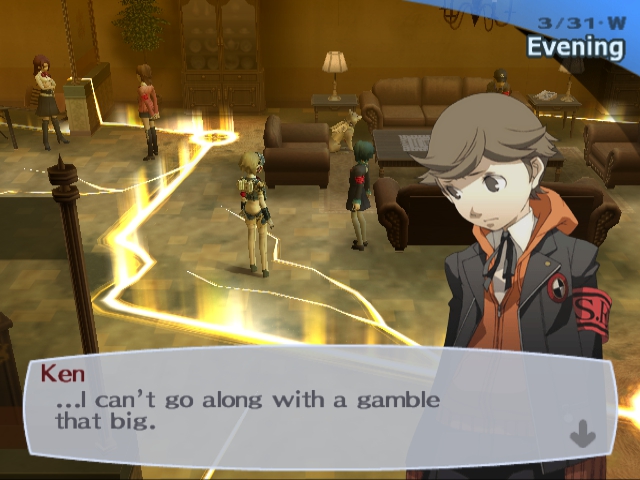 3/31·W
Evening
Ken
...I can't go along with a gamble
that big.
S.